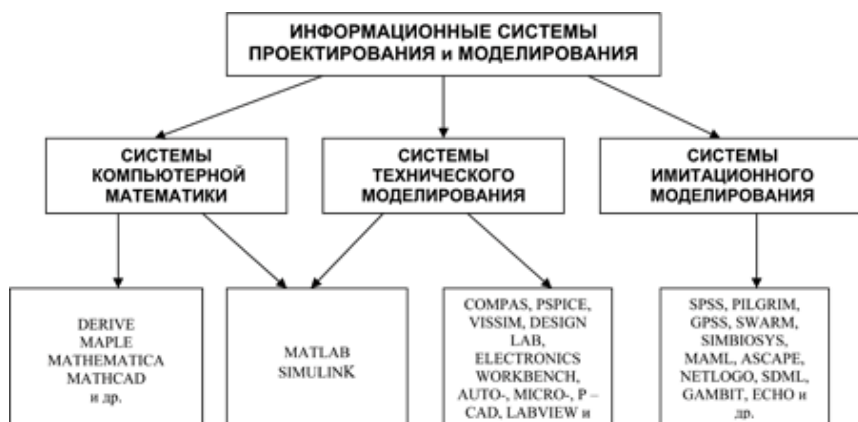 ИНФОРМАЦИОННЫЕ СИСТЕМЫ
ПРОЕКТИРОВАНИЯ и МОДЕЛИРОВАНИЯ
СИСТЕМЫ
КОМПЬЮТЕРНОЙ
МАТЕМАТИКИ
СИСТЕМЫ
ТЕХНИЧЕСКОГО
МОДЕЛИРОВАНИЯ
СИСТЕМЫ
ИМИТАЦИОННОГО
МОДЕЛИРОВАНИЯ
DERIVE
MAPLE
MATHEMATICA
MATHCAD
и др.
MATLAB
SIMULINK
COMPAS, PSPICE,
VISSIM, DESIGN
LAB,
ELECTRONICS
WORKBENCH,
AUTO-, MICRO-, P –
CAD, LABVIEW и
SPSS, PILGRIM,
GPSS, SWARM,
SIMBIOSYS,
MAML, ASCAPE,
NETLOGO, SDML,
GAMBIT, ECHO и
др.